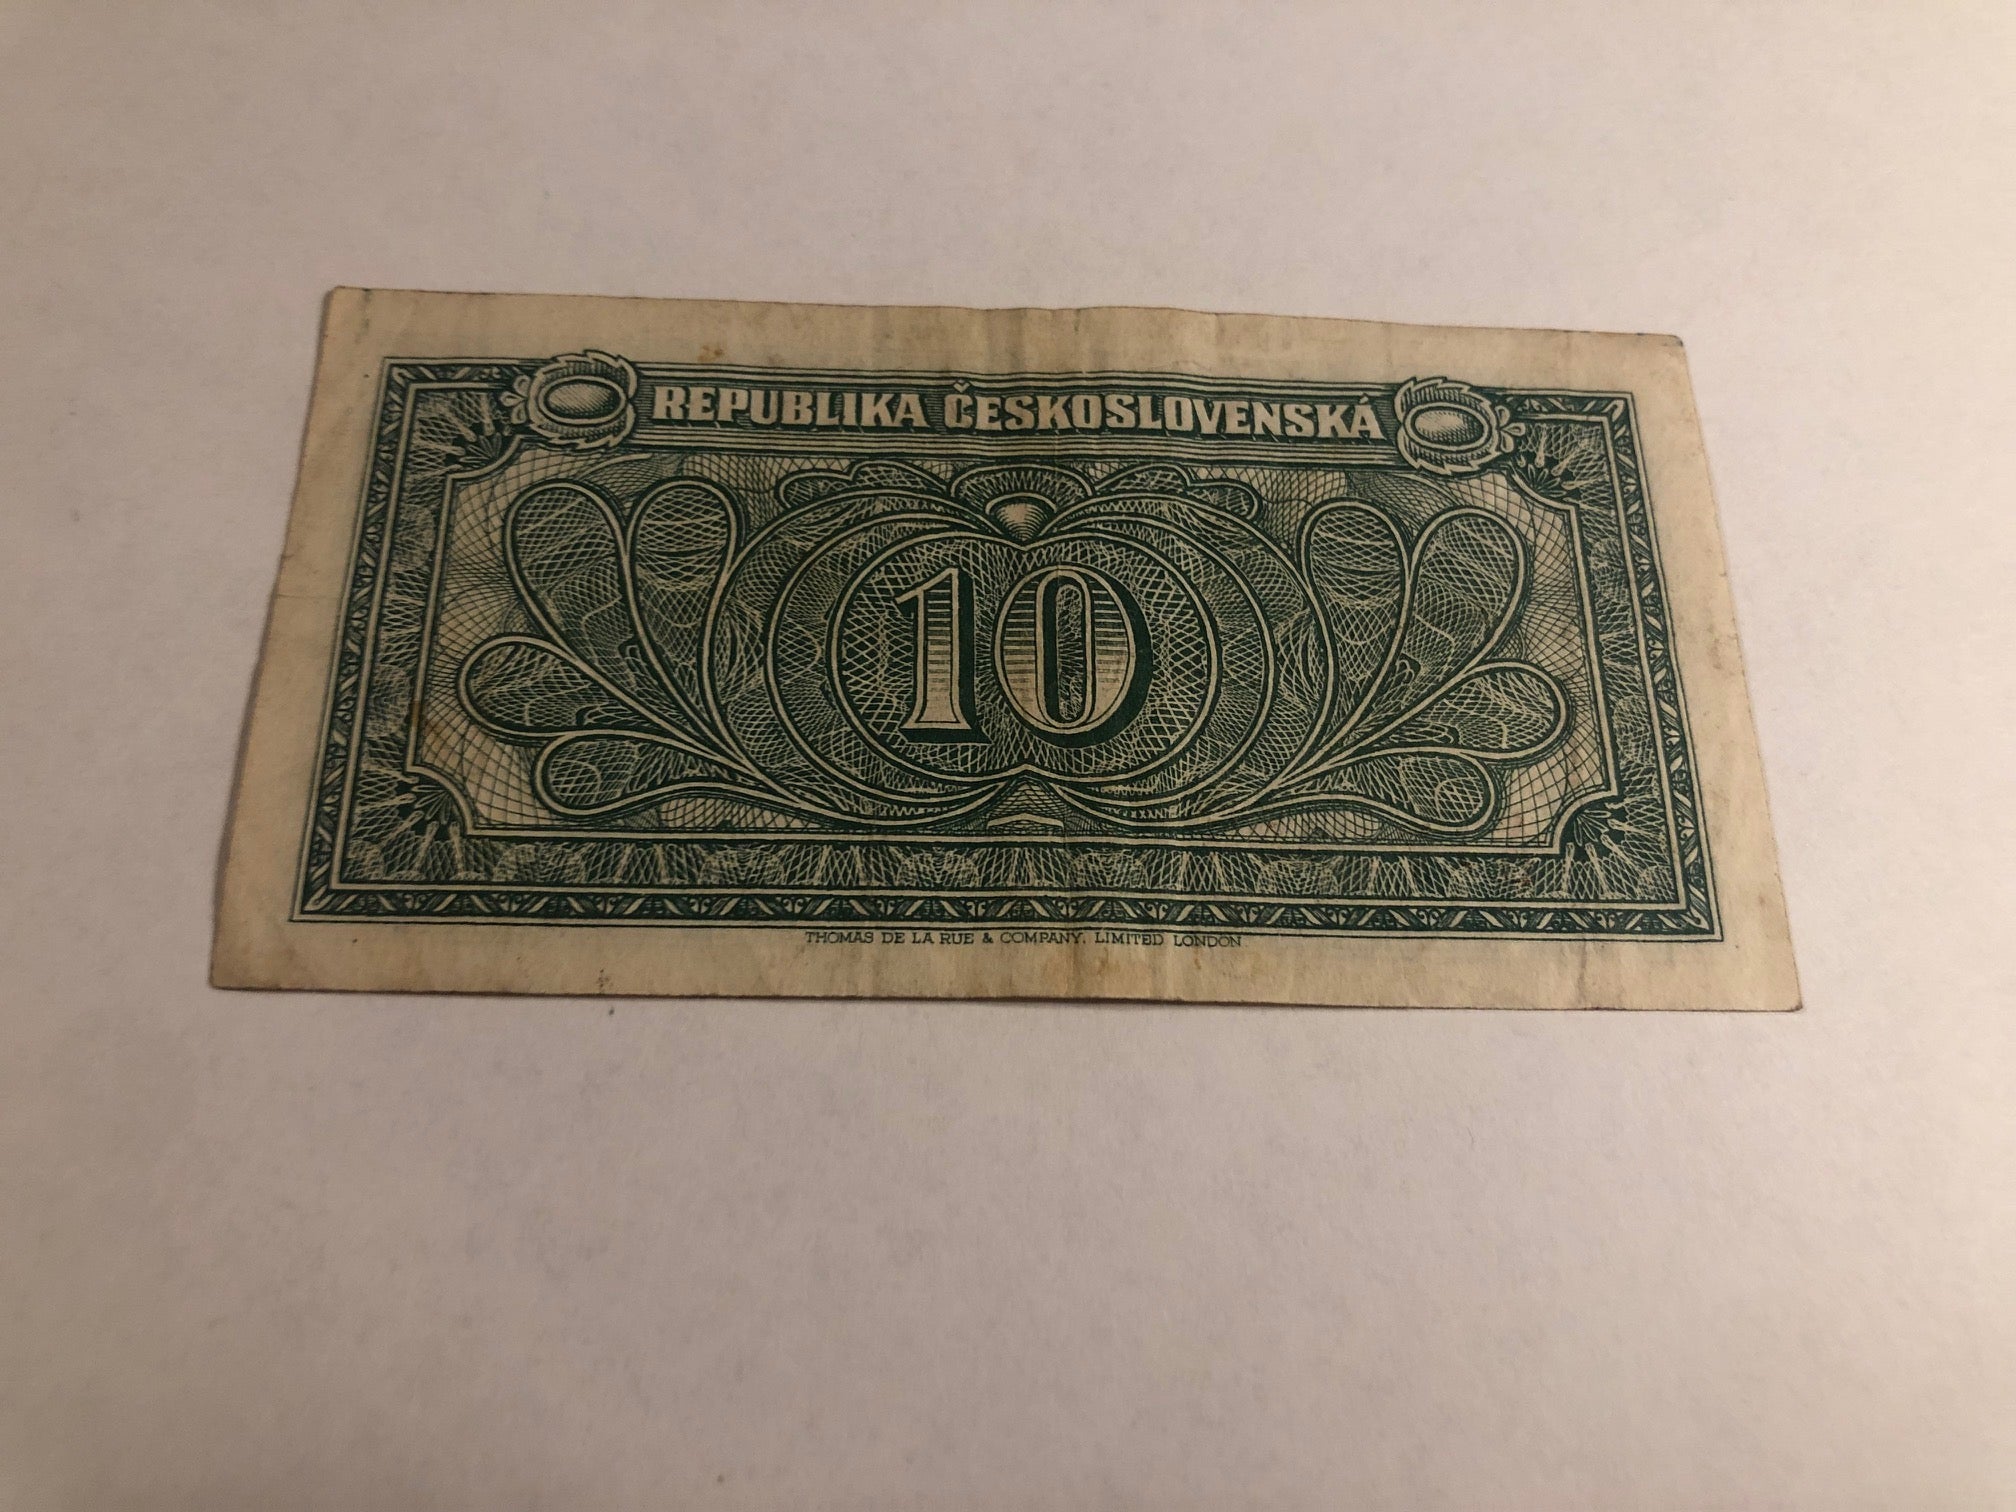 REPUBLIKA ČESKOSLOVENSKÁ
10
THOMAS DE LA RUE & COMPANY, LIMITED LONDON